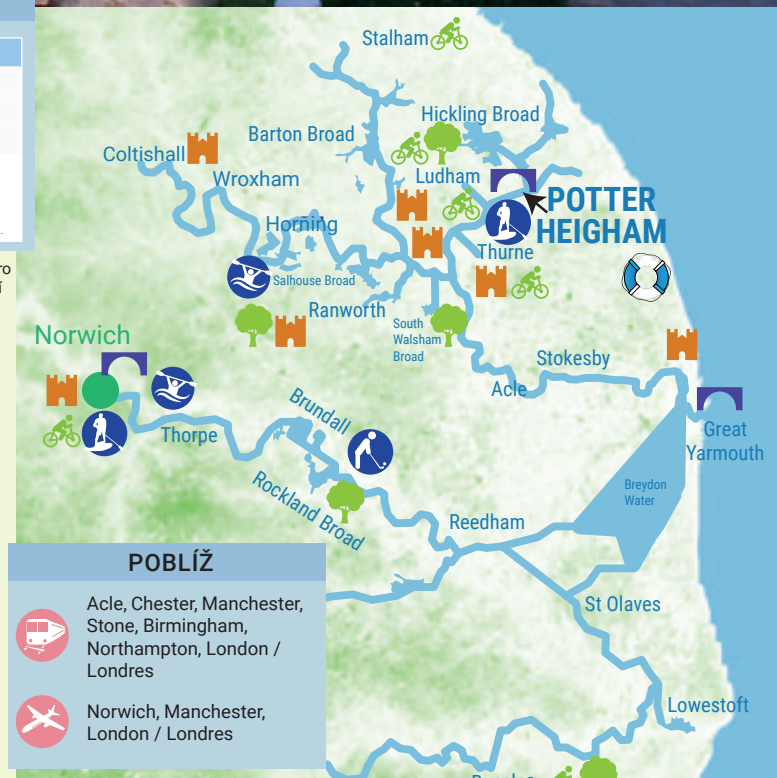 Stalham
Hickling Broad
Barton Broad
Coltishall
Ludham
Wroxham
POTTER
HEIGHAM
Horning
Thurne
Salhouse Broad
Ranworth
South
Walsham
Broad
Norwich
Stokesby
Acle
Brundall
Great
Yarmouth
Thorpe
Rockland Broad
Breydon
Water
Reedham
St Olaves
Lowestoft
POBLÍŽ
Acle, Chester, Manchester,
Stone, Birmingham,
Northampton, London /
Londres
Norwich, Manchester,
London / Londres